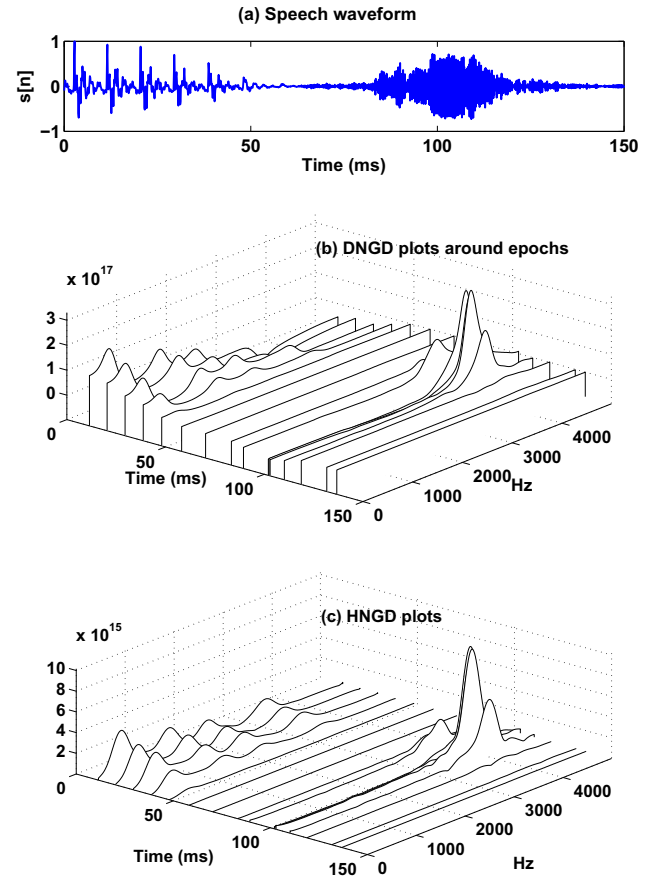 (a) Speech waveform
1
0
−1
s[n]
0 50 100 150
Time (ms)
(b) DNGD plots around epochs
x 10^17
3
2
1
0
0
50
100
150
Time (ms)
0
1000
2000
3000
4000
Hz
(c) HNGD plots
x 10^15
10
8
6
4
2
0
50
100
150
Time (ms)
0
1000
2000
3000
4000
Hz